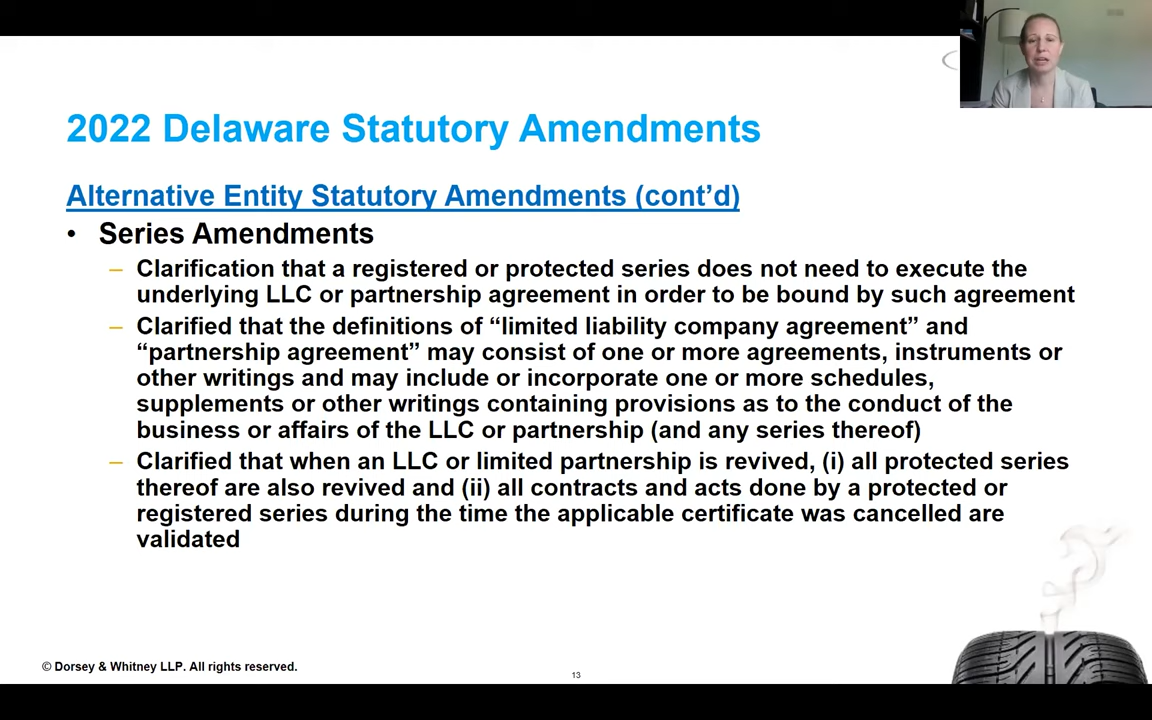 2022 Delaware Statutory Amendments
Alternative Entity Statutory Amendments (cont’d)
• Series Amendments
– Clarification that a registered or protected series does not need to execute the
underlying LLC or partnership agreement in order to be bound by such agreement
– Clarified that the definitions of “limited liability company agreement” and
“partnership agreement” may consist of one or more agreements, instruments or
other writings and may include or incorporate one or more schedules,
supplements or other writings containing provisions as to the conduct of the
business or affairs of the LLC or partnership (and any series thereof)
– Clarified that when an LLC or limited partnership is revived, (i) all protected series
thereof are also revived and (ii) all contracts and acts done by a protected or
registered series during the time the applicable certificate was cancelled are
validated
© Dorsey & Whitney LLP. All rights reserved.
13